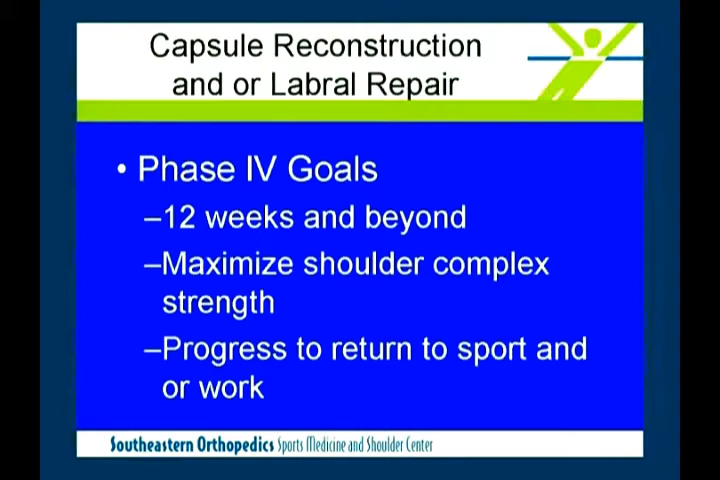 Capsule Reconstruction
and or Labral Repair
• Phase IV Goals
–12 weeks and beyond
–Maximize shoulder complex
strength
–Progress to return to sport and
or work
Southeastern Orthopedics Sports Medicine and Shoulder Center